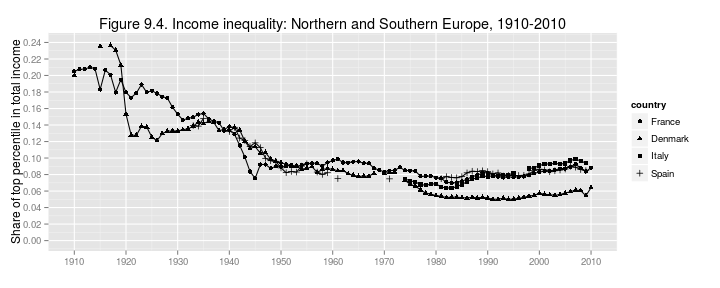 Figure 9.4. Income inequality: Northern and Southern Europe, 1910-2010
Share of top percentile in total income
0.24
0.22
0.20
0.18
0.16
0.14
0.12
0.10
0.08
0.06
0.04
0.02
0.00
1910 1920 1930 1940 1950 1960 1970 1980 1990 2000 2010
country
France
Denmark
Italy
Spain